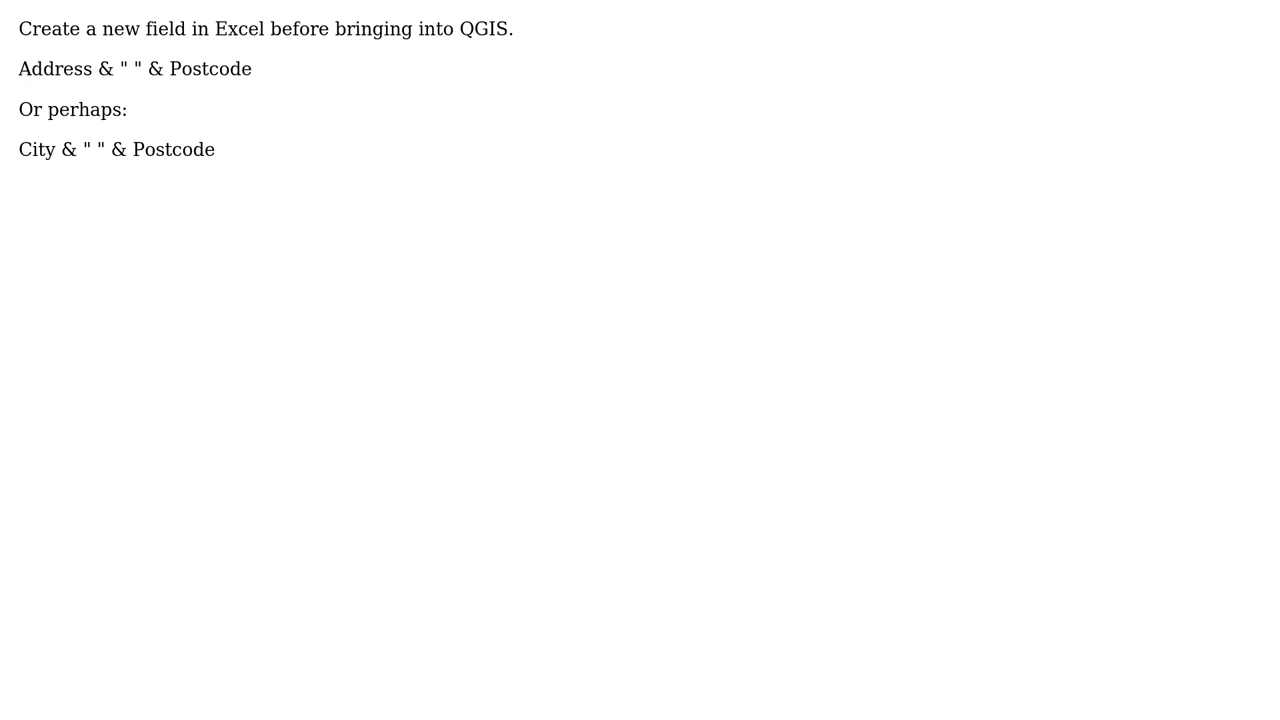 Create a new field in Excel before bringing into QGIS.
Address & " " & Postcode
Or perhaps:
City & " " & Postcode